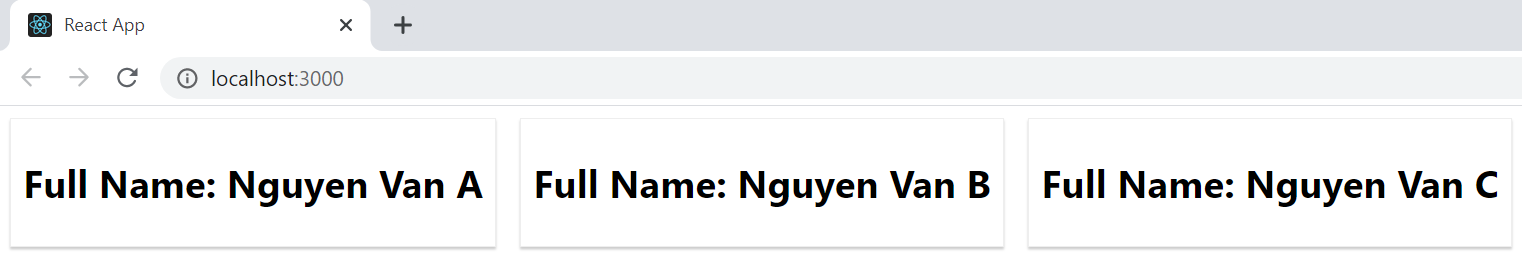 React App
localhost:3000
Full Name: Nguyen Van A
Full Name: Nguyen Van B
Full Name: Nguyen Van C